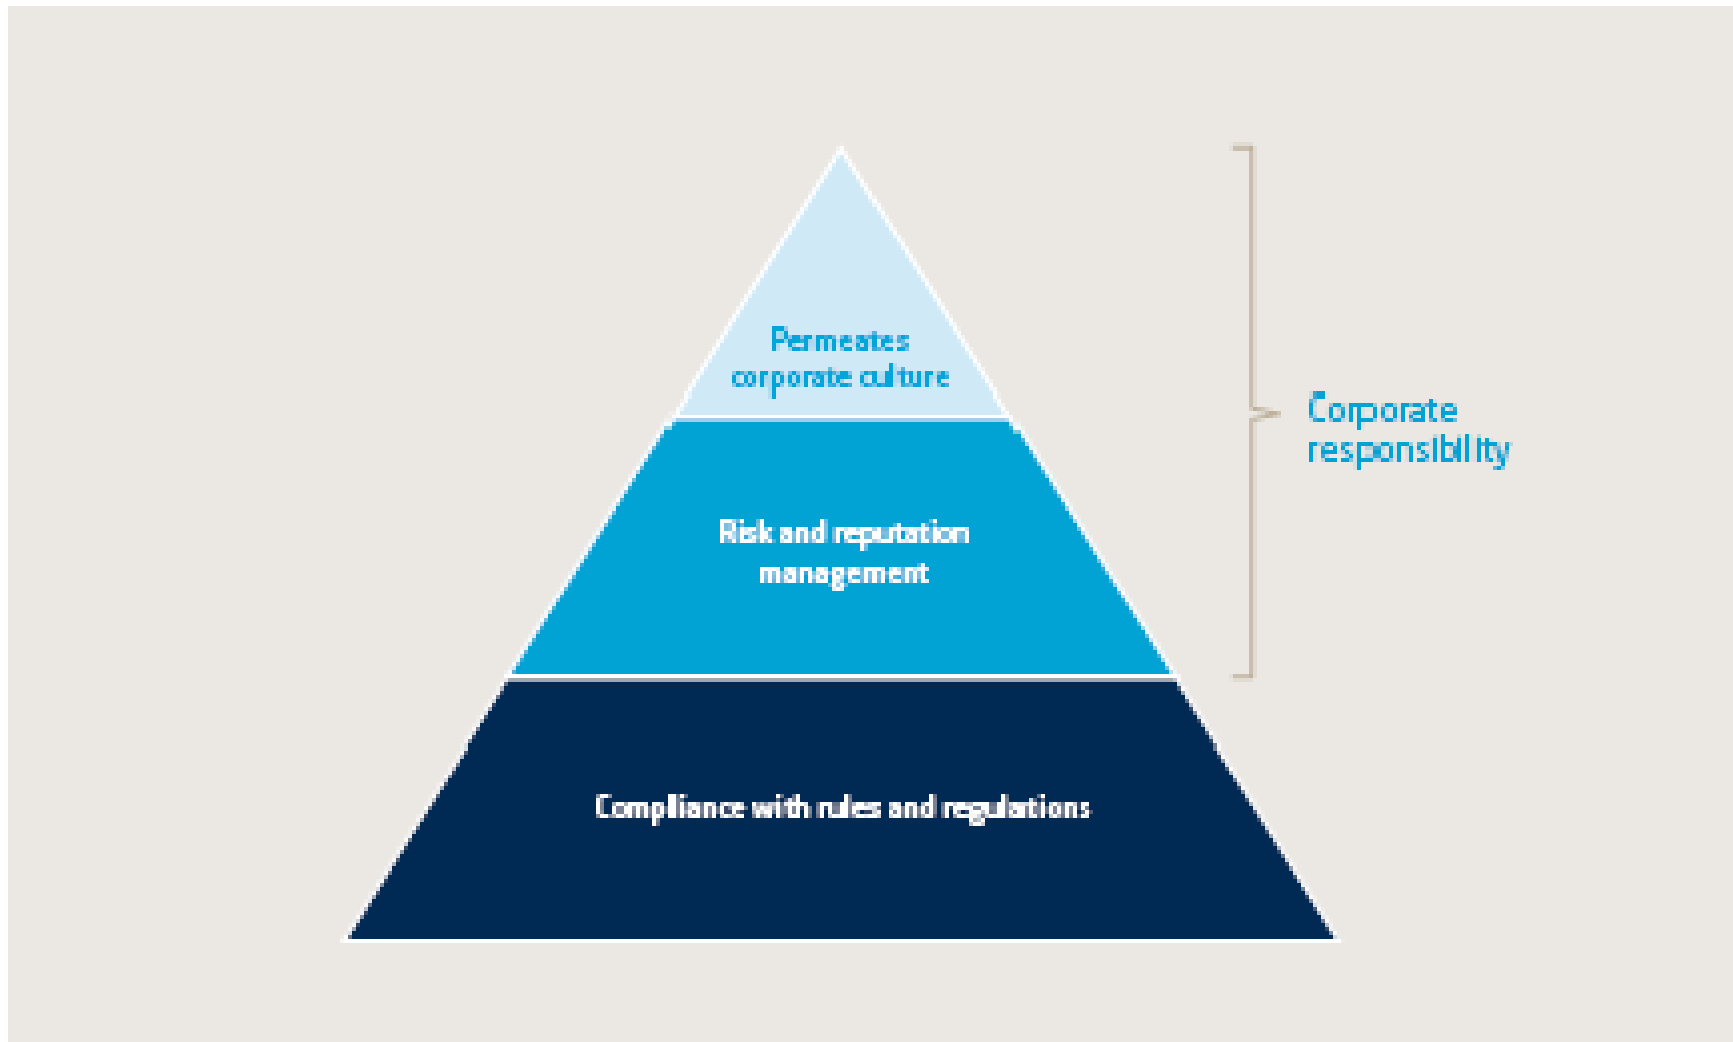 Permeates
corporate culture
Corporate
responsibility
Risk and reputation
management
Compliance with rules and regulations